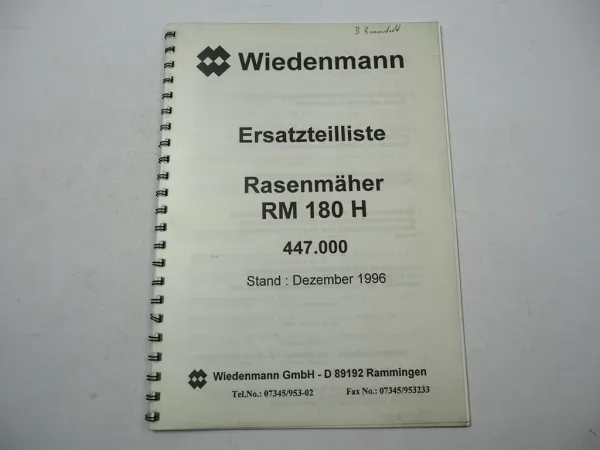 Wiedenmann
Ersatzteilliste
Rasenmäher
RM 180 H
447.000
Stand : Dezember 1996
Wiedenmann GmbH - D 89192 Rammingen
Tel.No.: 07345/953-02 Fax No.: 07345/953233